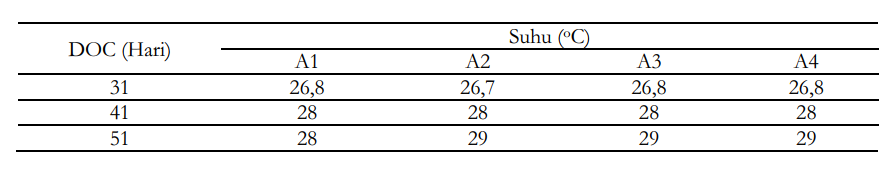 Suhu (°C)
DOC (Hari)
A1 A2 A3 A4
31 26,8 26,7 26,8 26,8
41 28 28 28 28
51 28 29 29 29